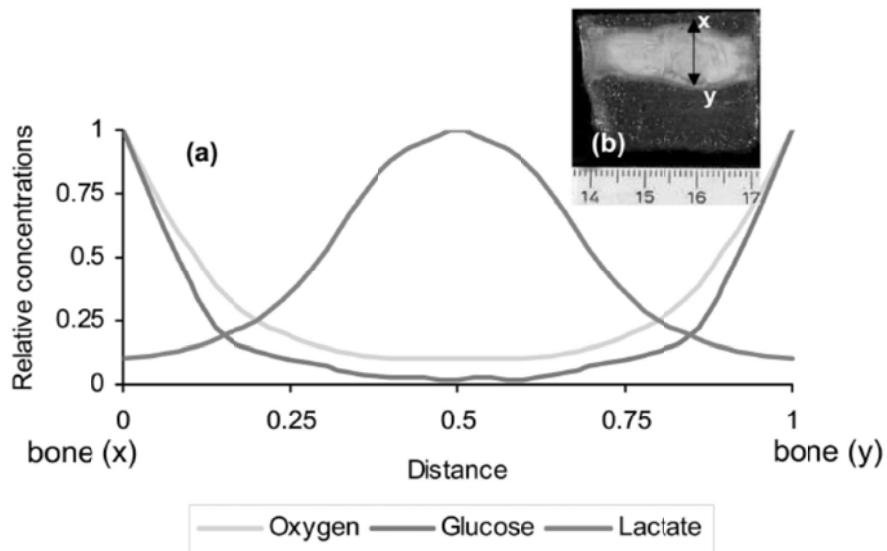 x
y
(b)
14 15 16 17
Relative concentrations
(a)
1
0.75
0.5
0.25
0
0 0.25 0.5 0.75 1
bone (x) bone (y)
Distance
Oxygen Glucose Lactate